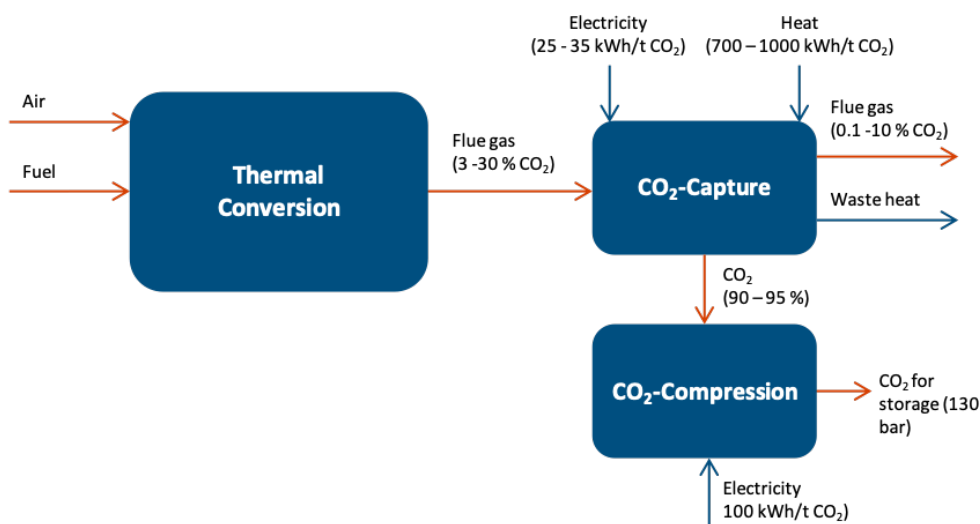 Electricity
(25 - 35 kWh/t CO₂)
Heat
(700 – 1000 kWh/t CO₂)
Air
Fuel
Thermal
Conversion
Flue gas
(3 -30 % CO₂)
CO₂-Capture
Flue gas
(0.1 -10 % CO₂)
Waste heat
CO₂
(90 – 95 %)
CO₂-Compression
CO₂ for
storage (130
bar)
Electricity
100 kWh/t CO₂)